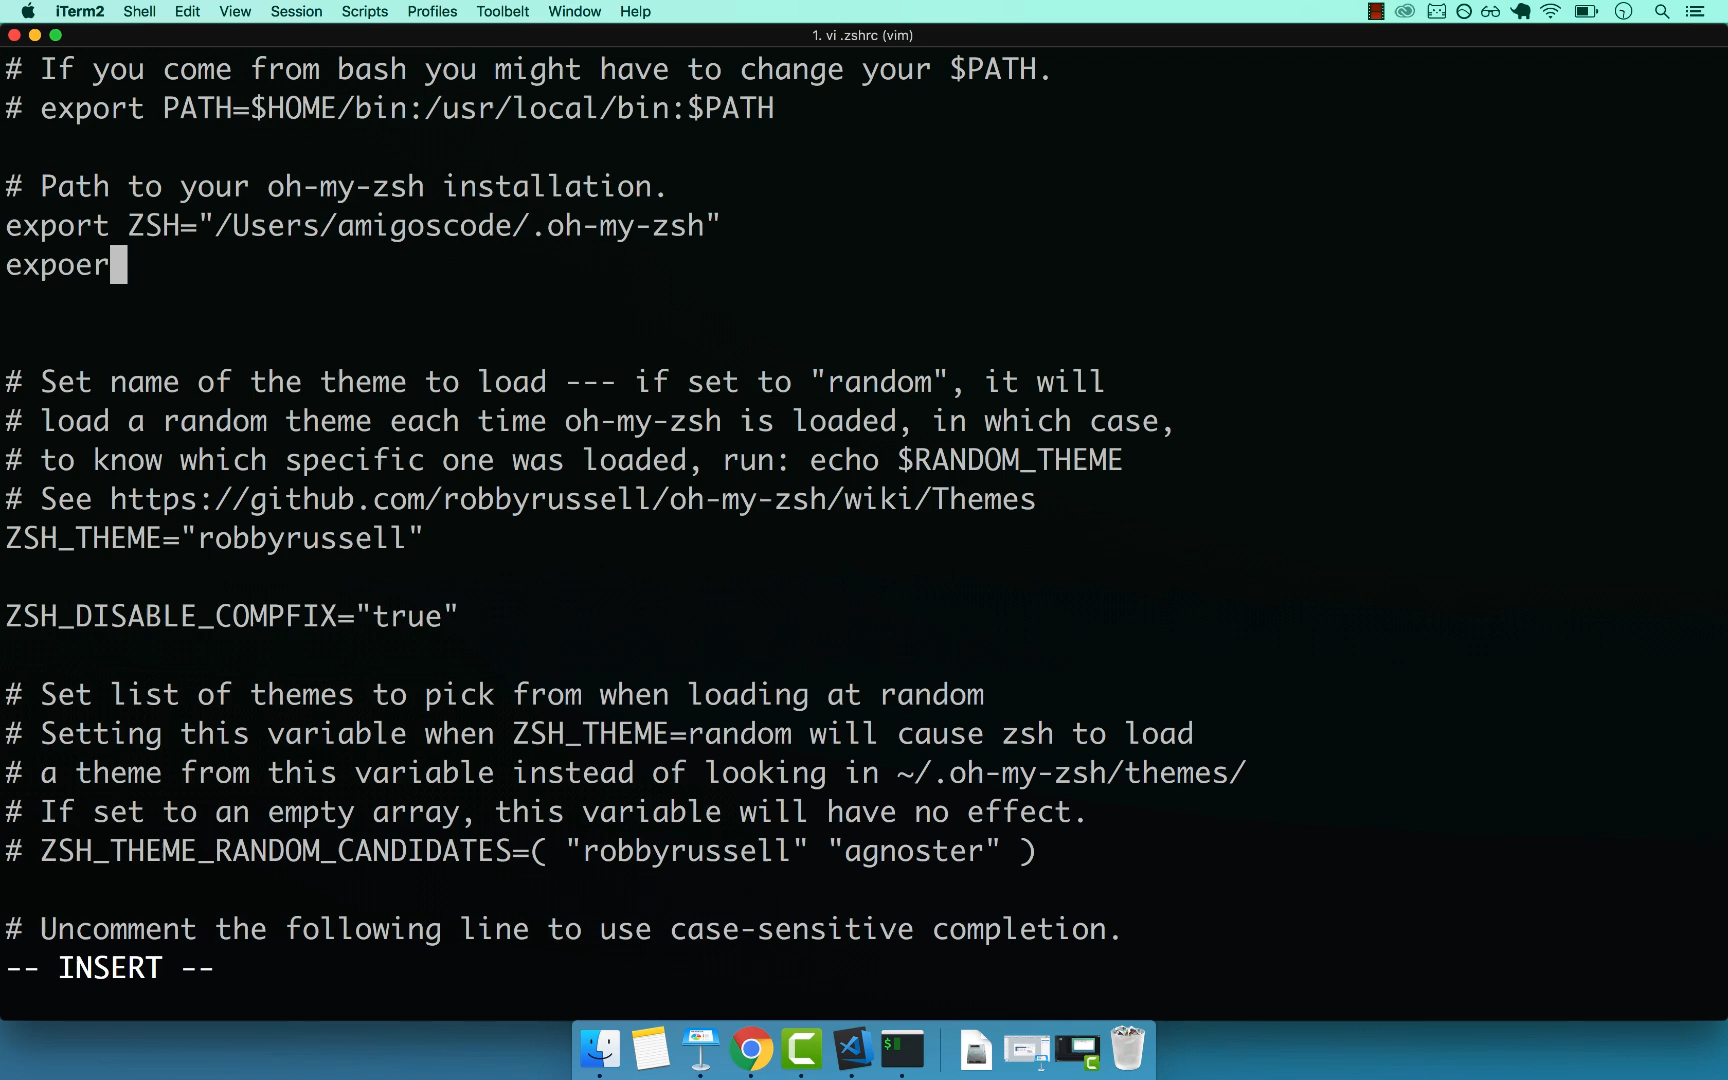 iTerm2 Shell Edit View Session Scripts Profiles Toolbelt Window Help
1. vi .zshrc (vim)
# If you come from bash you might have to change your $PATH.
# export PATH=$HOME/bin:/usr/local/bin:$PATH
# Path to your oh-my-zsh installation.
export ZSH="/Users/amigoscode/.oh-my-zsh"
expoer
# Set name of the theme to load --- if set to "random", it will
# load a random theme each time oh-my-zsh is loaded, in which case,
# to know which specific one was loaded, run: echo $RANDOM_THEME
# See https://github.com/robbyrussell/oh-my-zsh/wiki/Themes
ZSH_THEME="robbyrussell"
ZSH_DISABLE_COMPFIX="true"
# Set list of themes to pick from when loading at random
# Setting this variable when ZSH_THEME=random will cause zsh to load
# a theme from this variable instead of looking in ~/.oh-my-zsh/themes/
# If set to an empty array, this variable will have no effect.
# ZSH_THEME_RANDOM_CANDIDATES=( "robbyrussell" "agnoster" )
# Uncomment the following line to use case-sensitive completion.
-- INSERT --